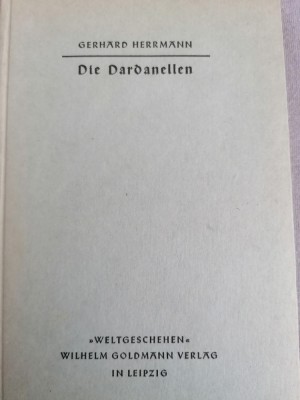 GERHARD HERRMANN
Die Dardanellen
»WELTGESCHEHEN«
WILHELM GOLDMANN VERLAG
IN LEIPZIG